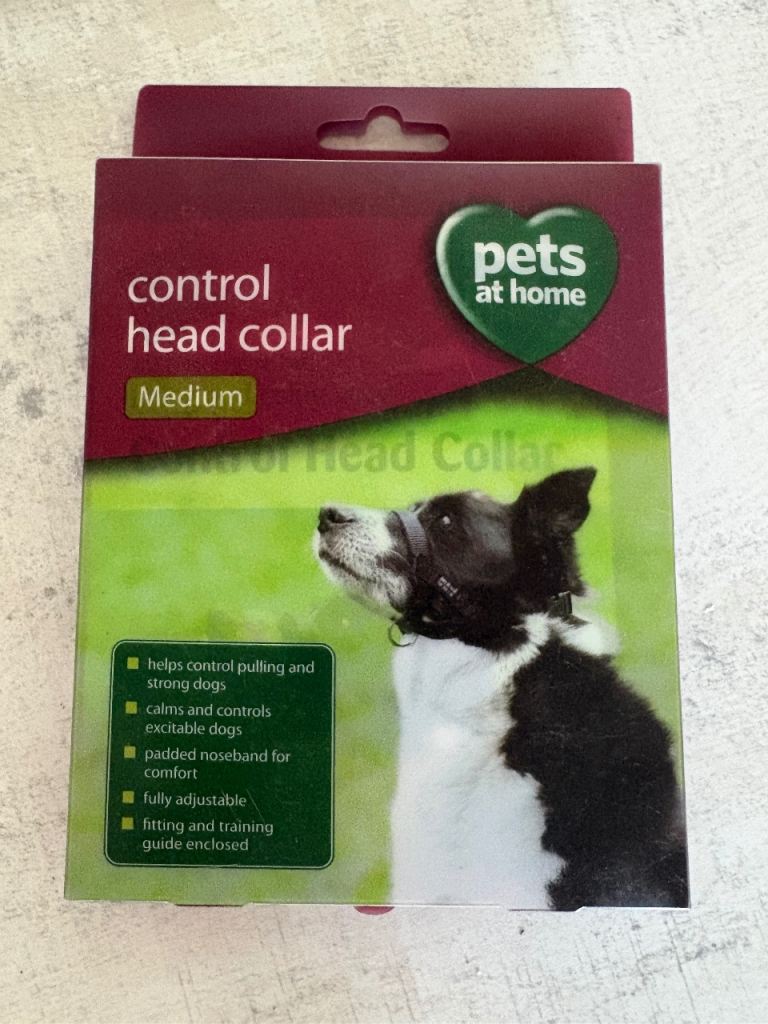 pets
at home
control
head collar
Medium
Control Head Collar
helps control pulling and
strong dogs
calms and controls
excitable dogs
padded noseband for
comfort
fully adjustable
fitting and training
guide enclosed